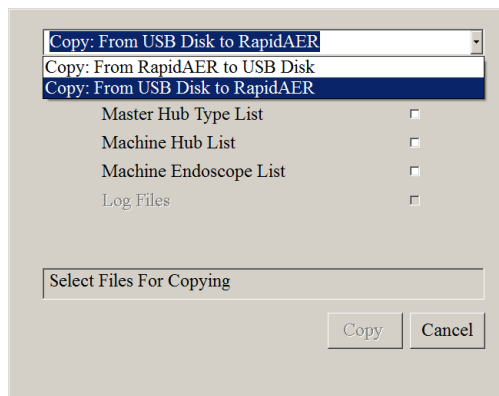 Copy: From USB Disk to RapidAER
Copy: From RapidAER to USB Disk
Copy: From USB Disk to RapidAER
Master Hub Type List
Machine Hub List
Machine Endoscope List
Log Files
Select Files For Copying
Copy
Cancel